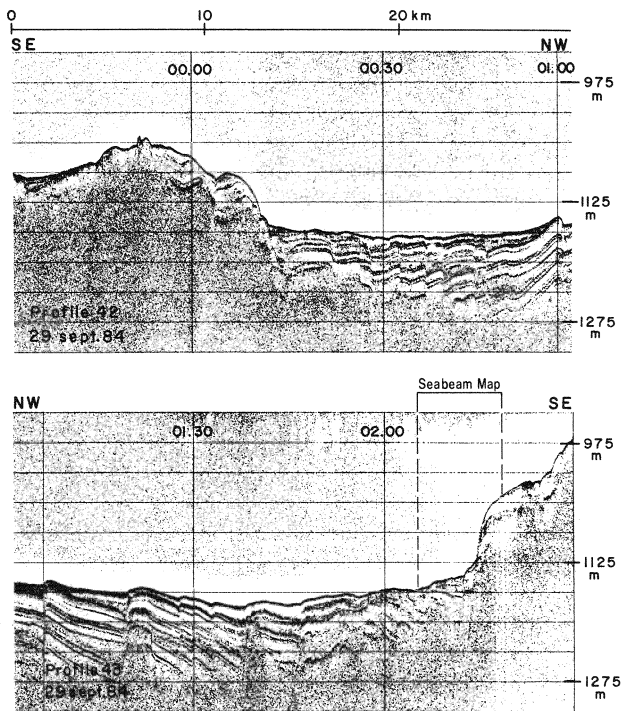 0 10 20 km
SE NW
00.00 00.30 01:00
975
m
1125
m
1275
m
Profile 42
29 sept. 84
Seabeam Map
NW SE
01:30 02.00
975
m
1125
m
1275
m
Profile 43
29 sept. 84